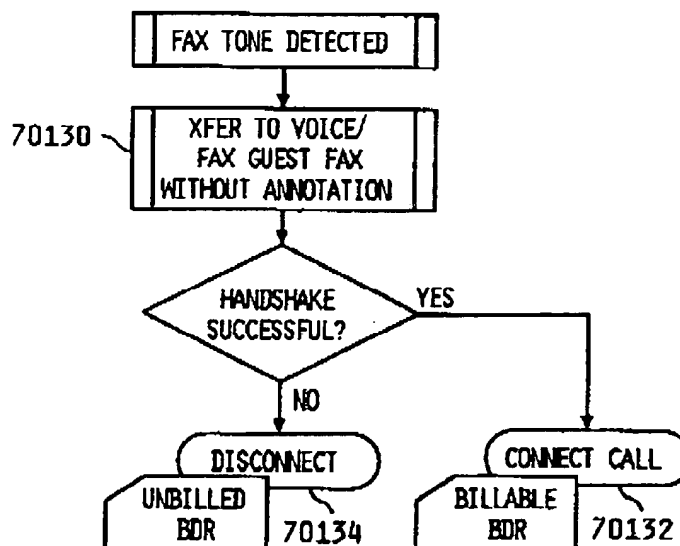 FAX TONE DETECTED
70130
XFER TO VOICE/
FAX GUEST FAX
WITHOUT ANNOTATION
HANDSHAKE
SUCCESSFUL?
YES
NO
DISCONNECT
CONNECT CALL
UNBILLED
BDR
70134
BILLABLE
BDR
70132